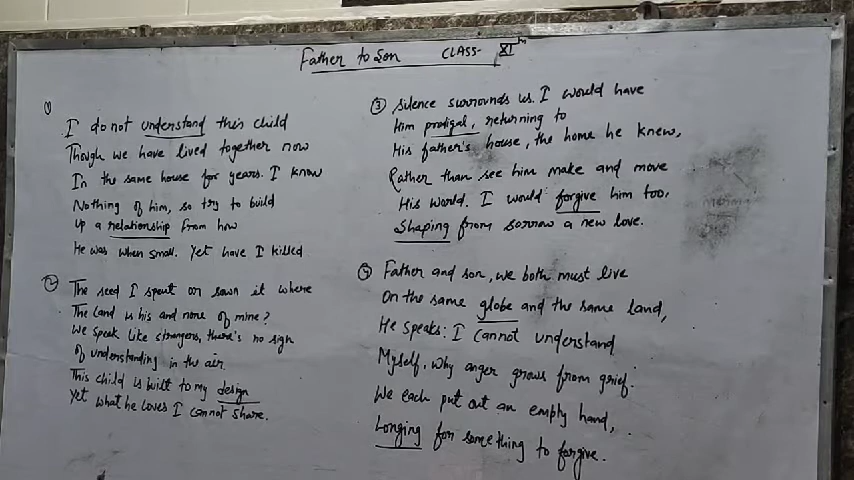 Father to Son CLASS- XI th
① 
I do not understand this child
Though we have lived together now
In the same house for years. I know
Nothing of him, so try to build
Up a relationship from how
He was when small. Yet have I killed
② The seed I spent or sown it where
The Land is his and none of mine?
We speak like strangers, there's no sign
of understanding in the air.
This child is built to my design
Yet what he loves I cannot share.
③ Silence surrounds us. I would have
him prodigal, returning to
His father's house, the home he knew,
Rather than see him make and move
His world. I would forgive him too,
Shaping from sorrow a new love.
④ Father and son, we both must live
On the same globe and the same land,
He speaks: I cannot understand
Myself, why anger grows from grief.
We each put out an empty hand,
Longing for something to forgive.